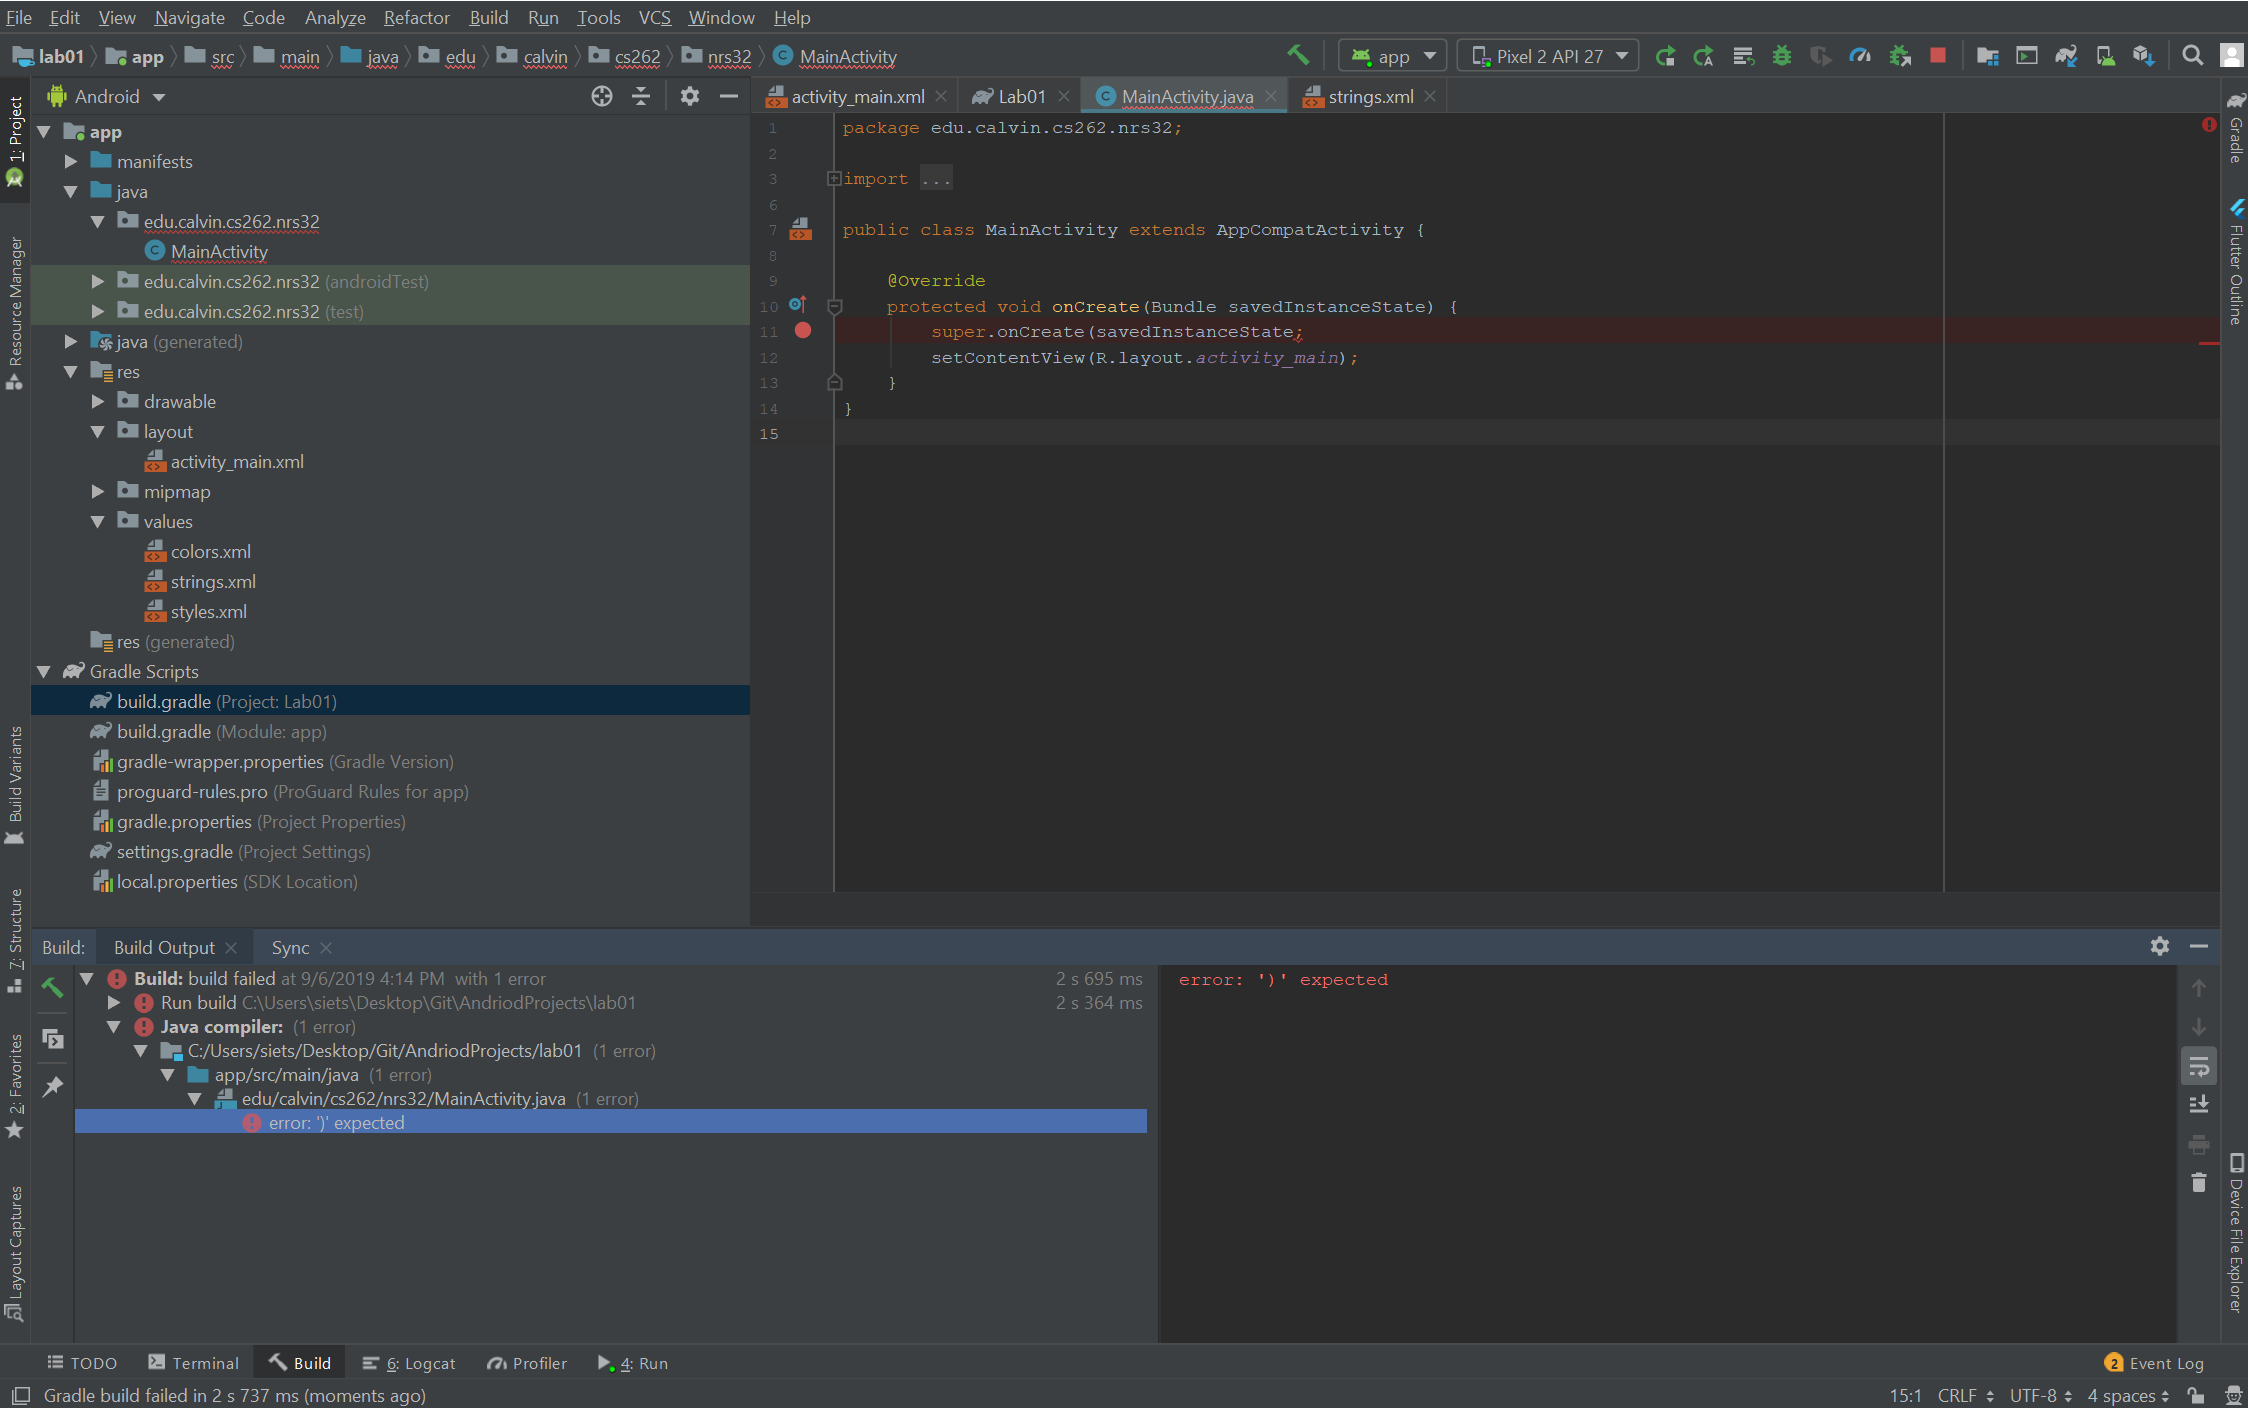 File Edit View Navigate Code Analyze Refactor Build Run Tools VCS Window Help
lab01 app src main java edu calvin cs262 nrs32 MainActivity app Pixel 2 API 27
1: Project
Resource Manager
Build Variants
7: Structure
2: Favorites
Layout Captures
Android
app
manifests
java
edu.calvin.cs262.nrs32
MainActivity
edu.calvin.cs262.nrs32 (androidTest)
edu.calvin.cs262.nrs32 (test)
java (generated)
res
drawable
layout
activity_main.xml
mipmap
values
colors.xml
strings.xml
styles.xml
res (generated)
Gradle Scripts
build.gradle (Project: Lab01)
build.gradle (Module: app)
gradle-wrapper.properties (Gradle Version)
proguard-rules.pro (ProGuard Rules for app)
gradle.properties (Project Properties)
settings.gradle (Project Settings)
local.properties (SDK Location)
activity_main.xml Lab01 MainActivity.java strings.xml
1 package edu.calvin.cs262.nrs32;
2
3 import ...
6
7 public class MainActivity extends AppCompatActivity {
8
9 @Override
10 protected void onCreate(Bundle savedInstanceState) {
11 super.onCreate(savedInstanceState;
12 setContentView(R.layout.activity_main);
13 }
14 }
15
Gradle
Flutter Outline
Device File Explorer
Build: Build Output Sync
Build: build failed at 9/6/2019 4:14 PM with 1 error 2 s 695 ms
Run build C:\Users\siets\Desktop\Git\AndriodProjects\lab01 2 s 364 ms
Java compiler: (1 error)
C:/Users/siets/Desktop/Git/AndriodProjects/lab01 (1 error)
app/src/main/java (1 error)
edu/calvin/cs262/nrs32/MainActivity.java (1 error)
error: ')' expected
error: ')' expected
TODO Terminal Build 6: Logcat Profiler 4: Run 2 Event Log
Gradle build failed in 2 s 737 ms (moments ago) 15:1 CRLF UTF-8 4 spaces